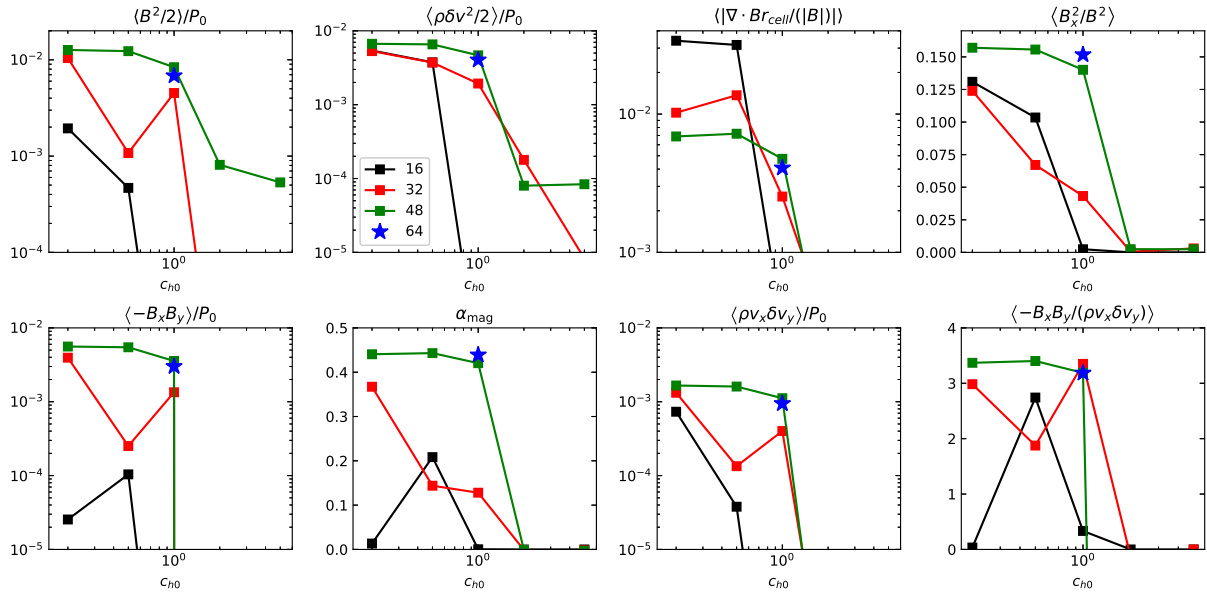 ⟨B²/2⟩/P₀
⟨ρδv²/2⟩/P₀
⟨|∇ · Br_cell/(|B|)|⟩
⟨B_x²/B²⟩
10⁻²
10⁻³
10⁻⁴
10⁰
c_h0
10⁻²
10⁻³
10⁻⁴
10⁻⁵
16
32
48
64
10⁰
c_h0
10⁻²
10⁻³
10⁰
c_h0
0.150
0.125
0.100
0.075
0.050
0.025
0.000
10⁰
c_h0
⟨−B_xB_y⟩/P₀
α_mag
⟨ρv_xδv_y⟩/P₀
⟨−B_xB_y/(ρv_xδv_y)⟩
10⁻²
10⁻³
10⁻⁴
10⁻⁵
10⁰
c_h0
0.5
0.4
0.3
0.2
0.1
0.0
10⁰
c_h0
10⁻²
10⁻³
10⁻⁴
10⁻⁵
10⁰
c_h0
4
3
2
1
0
10⁰
c_h0